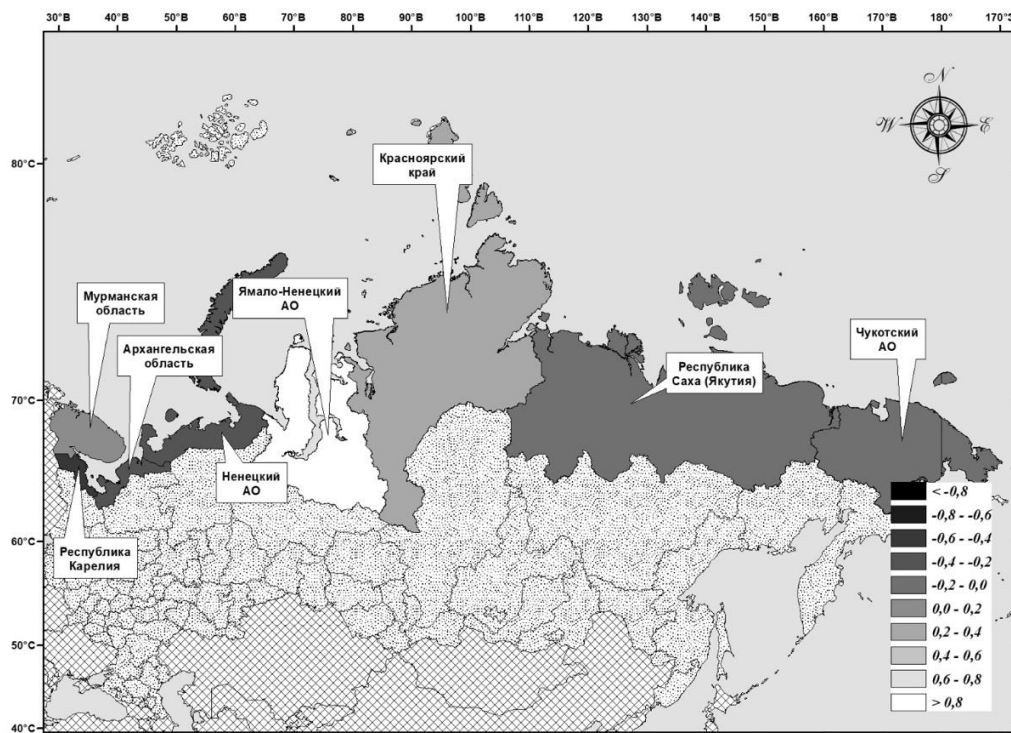 30°В 40°В 50°В 60°В 70°В 80°В 90°В 100°В 110°В 120°В 130°В 140°В 150°В 160°В 170°В 180° 170°З
N
W E
S
80°С
70°С
60°С
50°С
40°С
Красноярский
край
Мурманская
область
Ямало-Ненецкий
АО
Архангельская
область
Чукотский
АО
Республика
Саха (Якутия)
Ненецкий
АО
Республика
Карелия
< -0,8
-0,8 - -0,6
-0,6 - -0,4
-0,4 - -0,2
-0,2 - 0,0
0,0 - 0,2
0,2 - 0,4
0,4 - 0,6
0,6 - 0,8
> 0,8